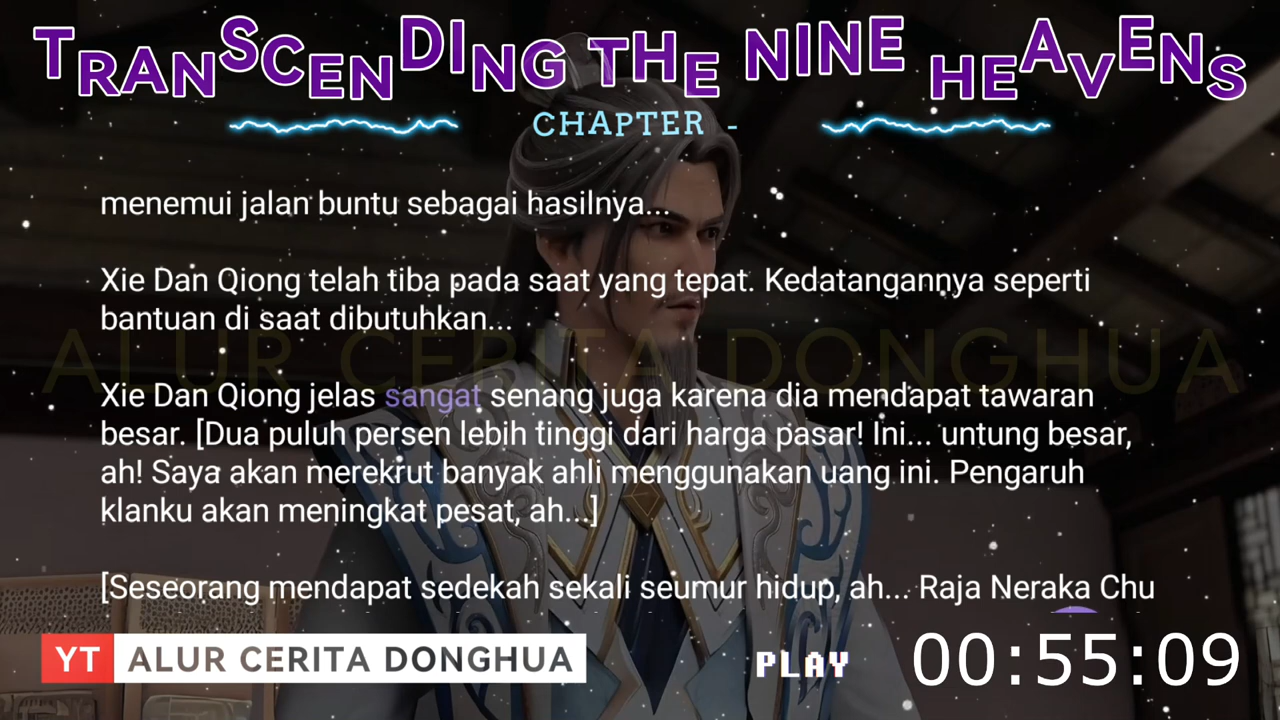 TRANSCENDING THE NINE HEAVENS
CHAPTER -
menemui jalan buntu sebagai hasilnya...
Xie Dan Qiong telah tiba pada saat yang tepat. Kedatangannya seperti
bantuan di saat dibutuhkan...
ALUR CERITA DONGHUA
Xie Dan Qiong jelas sangat senang juga karena dia mendapat tawaran
besar. [Dua puluh persen lebih tinggi dari harga pasar! Ini... untung besar,
ah! Saya akan merekrut banyak ahli menggunakan uang ini. Pengaruh
klanku akan meningkat pesat, ah...]
[Seseorang mendapat sedekah sekali seumur hidup, ah... Raja Neraka Chu
YT ALUR CERITA DONGHUA
PLAY 00:55:09